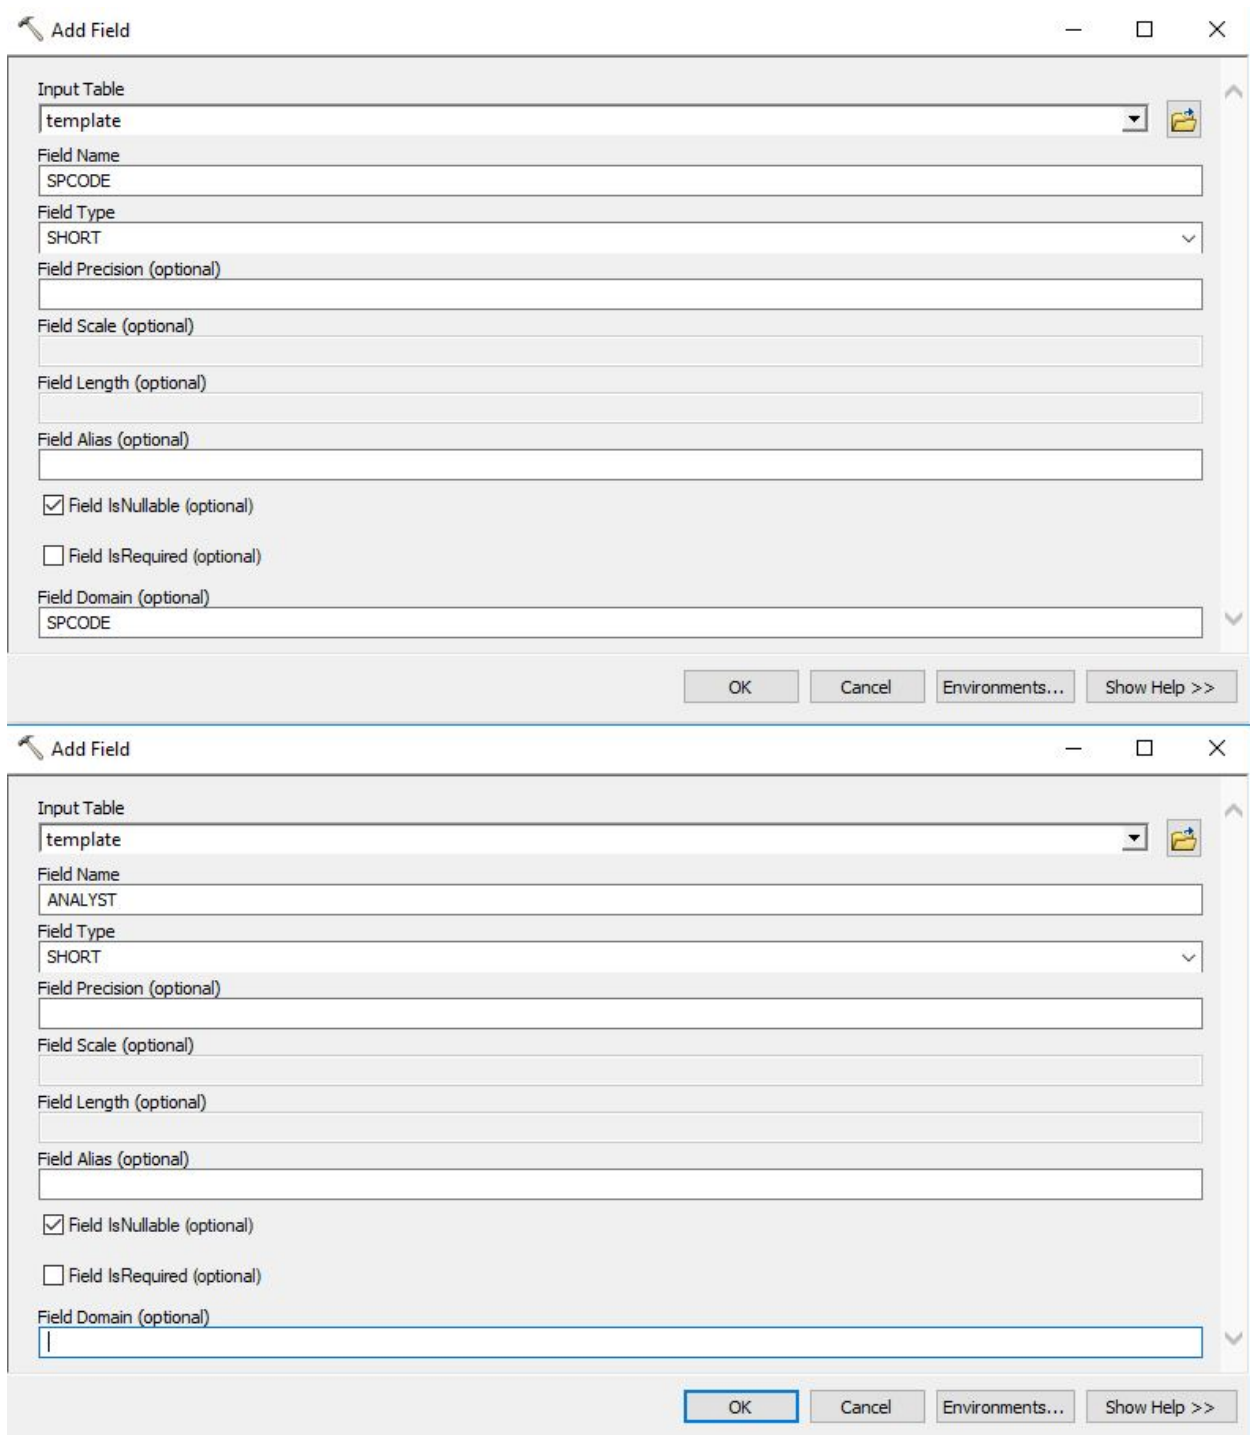 Add Field
Input Table
template
Field Name
SPCODE
Field Type
SHORT
Field Precision (optional)
Field Scale (optional)
Field Length (optional)
Field Alias (optional)
Field IsNullable (optional)
Field IsRequired (optional)
Field Domain (optional)
SPCODE
OK Cancel Environments... Show Help >>
Add Field
Input Table
template
Field Name
ANALYST
Field Type
SHORT
Field Precision (optional)
Field Scale (optional)
Field Length (optional)
Field Alias (optional)
Field IsNullable (optional)
Field IsRequired (optional)
Field Domain (optional)
OK Cancel Environments... Show Help >>